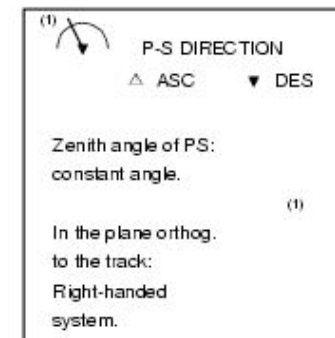 (1)
P-S DIRECTION
△ ASC ▼ DES
Zenith angle of PS:
constant angle.
(1)
In the plane orthog.
to the track:
Right-handed
system.